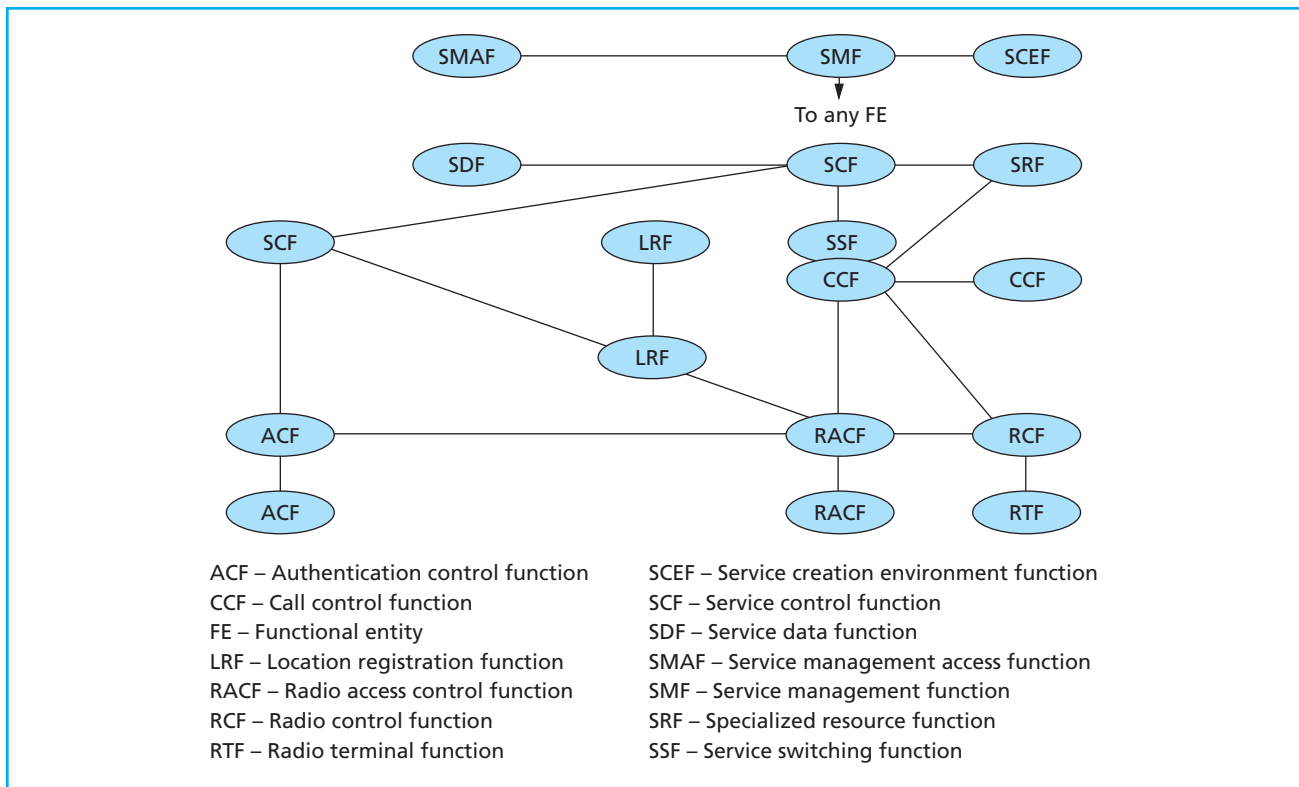 SMAF SMF SCEF
To any FE
SDF SCF SRF
SCF LRF SSF
CCF CCF
LRF
ACF RACF RCF
ACF RACF RTF
ACF – Authentication control function
CCF – Call control function
FE – Functional entity
LRF – Location registration function
RACF – Radio access control function
RCF – Radio control function
RTF – Radio terminal function
SCEF – Service creation environment function
SCF – Service control function
SDF – Service data function
SMAF – Service management access function
SMF – Service management function
SRF – Specialized resource function
SSF – Service switching function